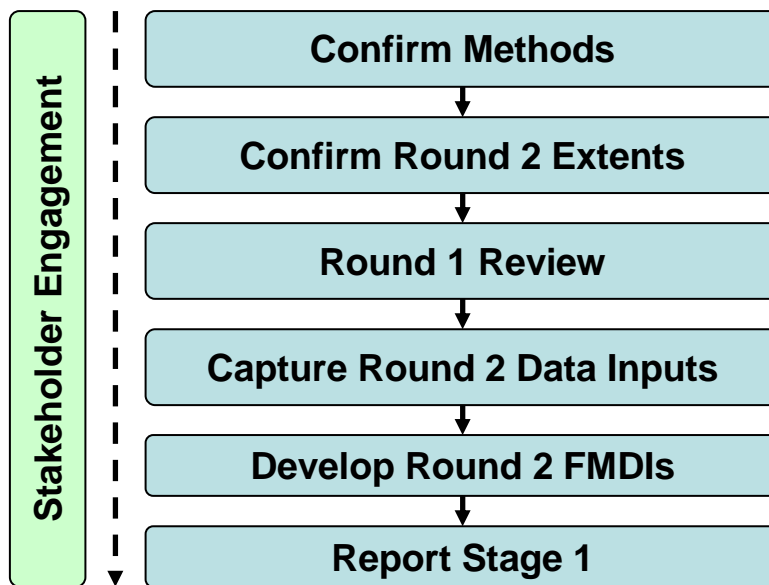 Stakeholder Engagement
Confirm Methods
Confirm Round 2 Extents
Round 1 Review
Capture Round 2 Data Inputs
Develop Round 2 FMDIs
Report Stage 1